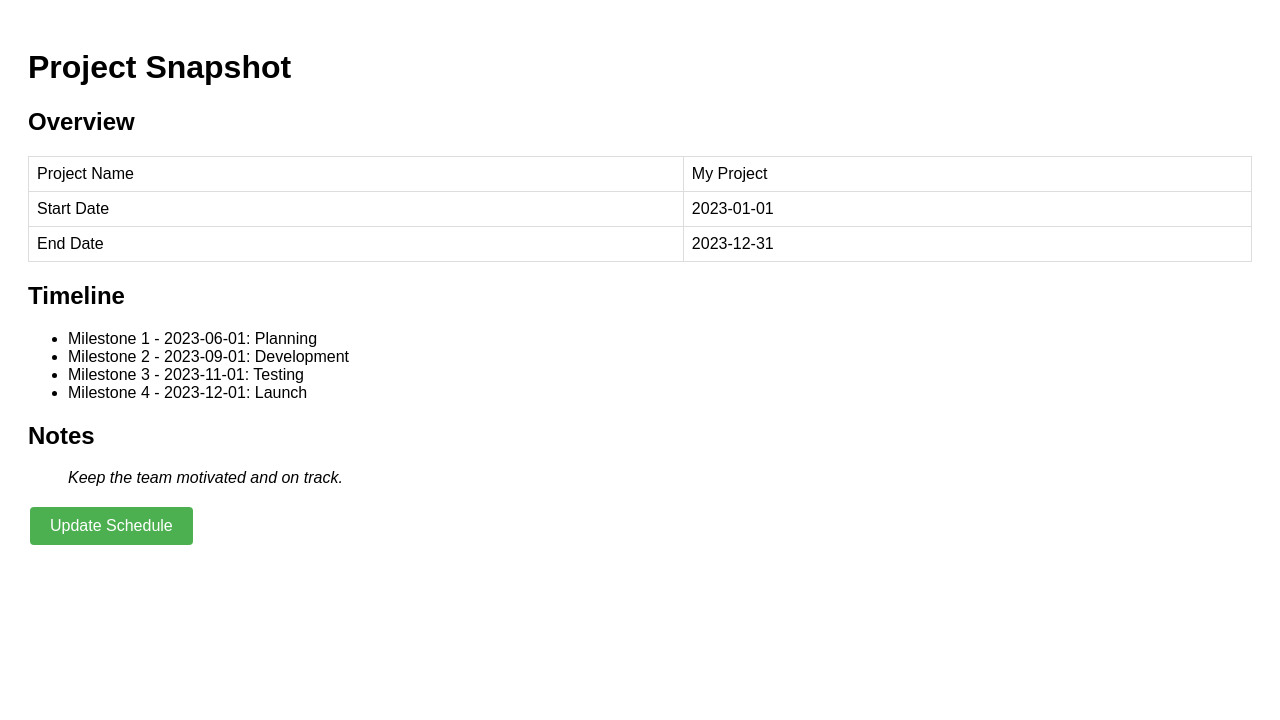 Project Snapshot
Overview
Project Name My Project
Start Date 2023-01-01
End Date 2023-12-31
Timeline
Milestone 1 - 2023-06-01: Planning
Milestone 2 - 2023-09-01: Development
Milestone 3 - 2023-11-01: Testing
Milestone 4 - 2023-12-01: Launch
Notes
Keep the team motivated and on track.
Update Schedule